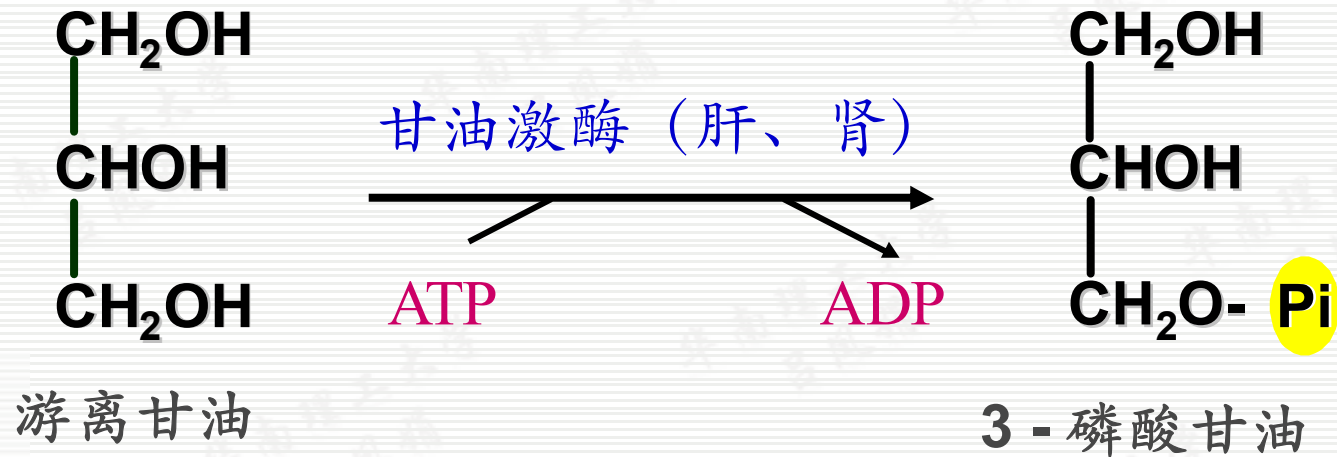 CH₂OH
CHOH
CH₂OH
游离甘油
甘油激酶（肝、肾）
ATP
ADP
CH₂OH
CHOH
CH₂O- Pi
3 - 磷酸甘油